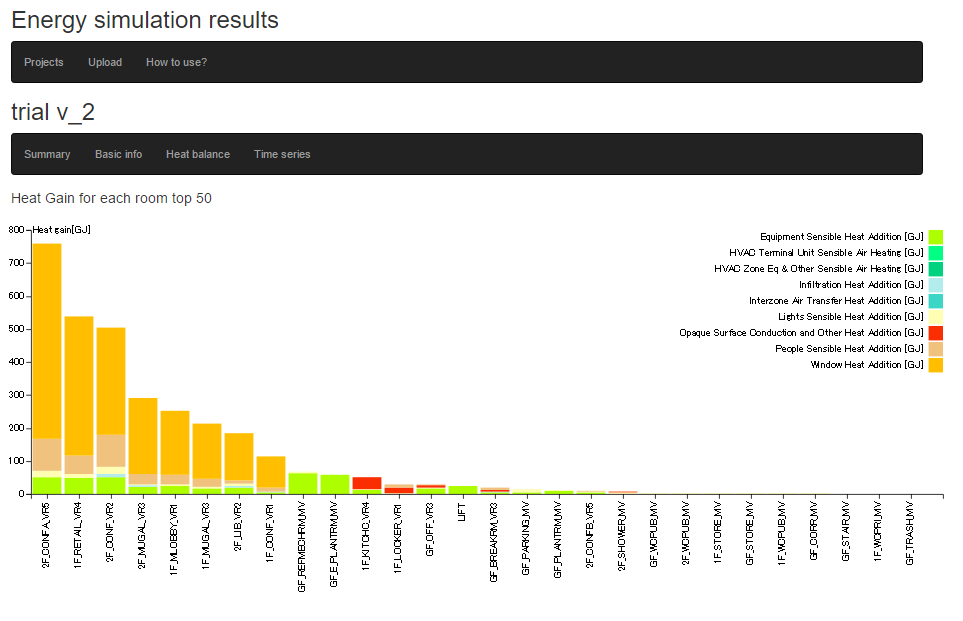 Energy simulation results
Projects Upload How to use?
trial v_2
Summary Basic info Heat balance Time series
Heat Gain for each room top 50
Heat gain[GJ]
800
700
600
500
400
300
200
100
0
Equipment Sensible Heat Addition [GJ]
HVAC Terminal Unit Sensible Air Heating [GJ]
HVAC Zone Eq & Other Sensible Air Heating [GJ]
Infiltration Heat Addition [GJ]
Interzone Air Transfer Heat Addition [GJ]
Lights Sensible Heat Addition [GJ]
Opaque Surface Conduction and Other Heat Addition [GJ]
People Sensible Heat Addition [GJ]
Window Heat Addition [GJ]
2F_CONFA_VR5
1F_RETAIL_VR4
2F_CONF_VR2
2F_MUGAL_VR3
1F_MLOBBY_VR1
1F_MUGAL_VR3
2F_LIB_VR2
1F_CONF_VR1
GF_REFMECHRM_MV
GF_E_PLANTRM_MV
1F_KITCHC_VR4
1F_LOCKER_VR1
GF_OFF_VR3
LIFT
GF_BREAKRM_VR3
GF_PARKING_MV
GF_PLANTRM_MV
2F_CONFB_VR5
2F_SHOWER_MV
GF_WCPUB_MV
2F_WCPUB_MV
1F_STORE_MV
GF_STORE_MV
1F_WCPUB_MV
GF_CORR_MV
GF_STAIR_MV
1F_WCPRI_MV
GF_TRASH_MV